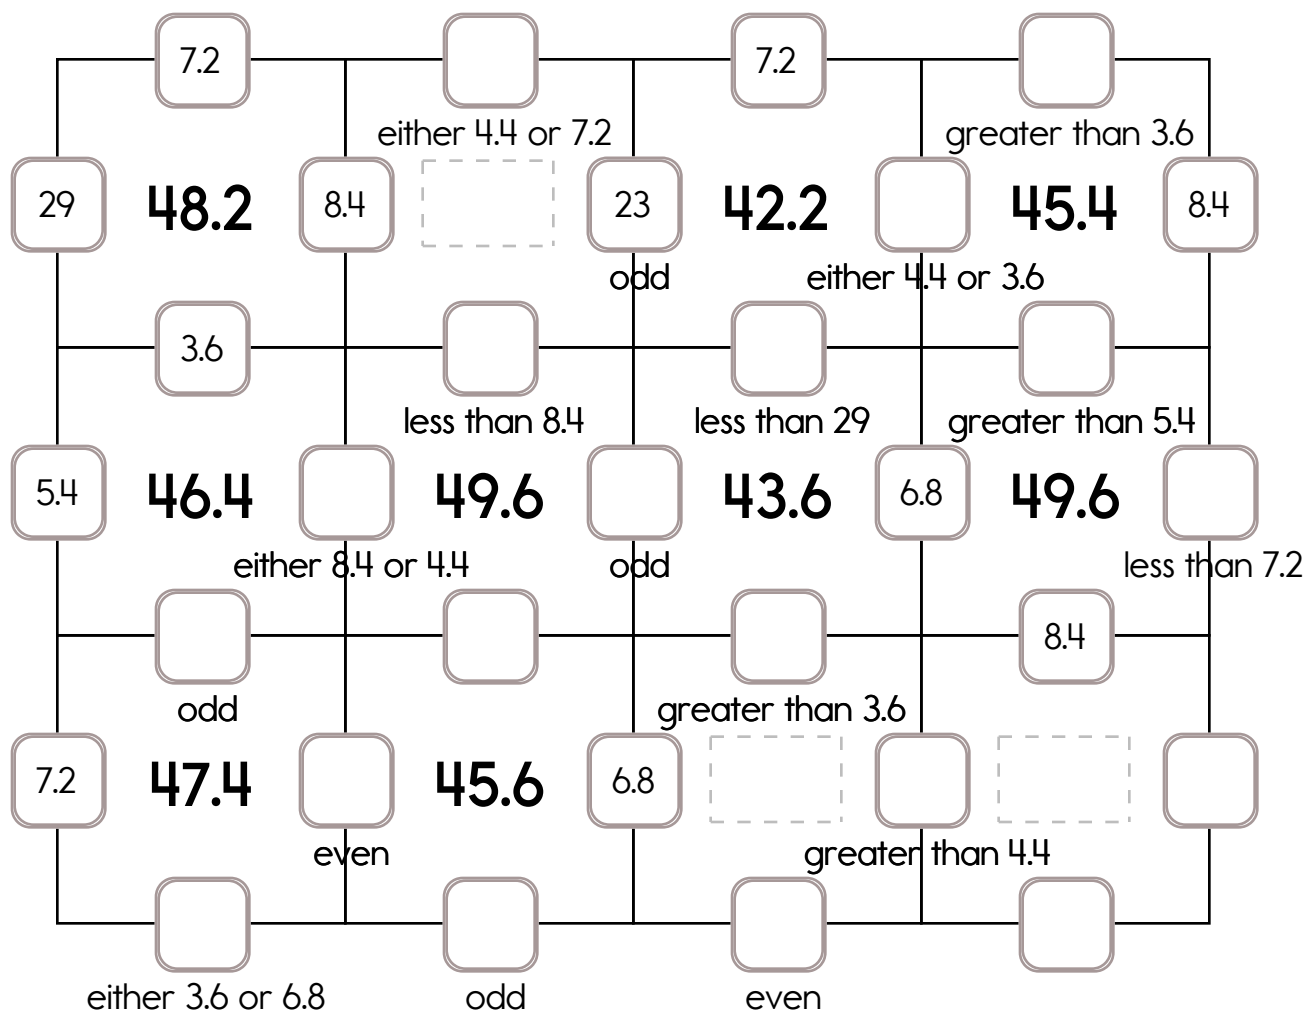 7.2 7.2
either 4.4 or 7.2 greater than 3.6
29 48.2 8.4 23 42.2 45.4 8.4
odd either 4.4 or 3.6
3.6
less than 8.4 less than 29 greater than 5.4
5.4 46.4 49.6 43.6 6.8 49.6
either 8.4 or 4.4 odd less than 7.2
8.4
odd greater than 3.6
7.2 47.4 45.6 6.8
even greater than 4.4
either 3.6 or 6.8 odd even